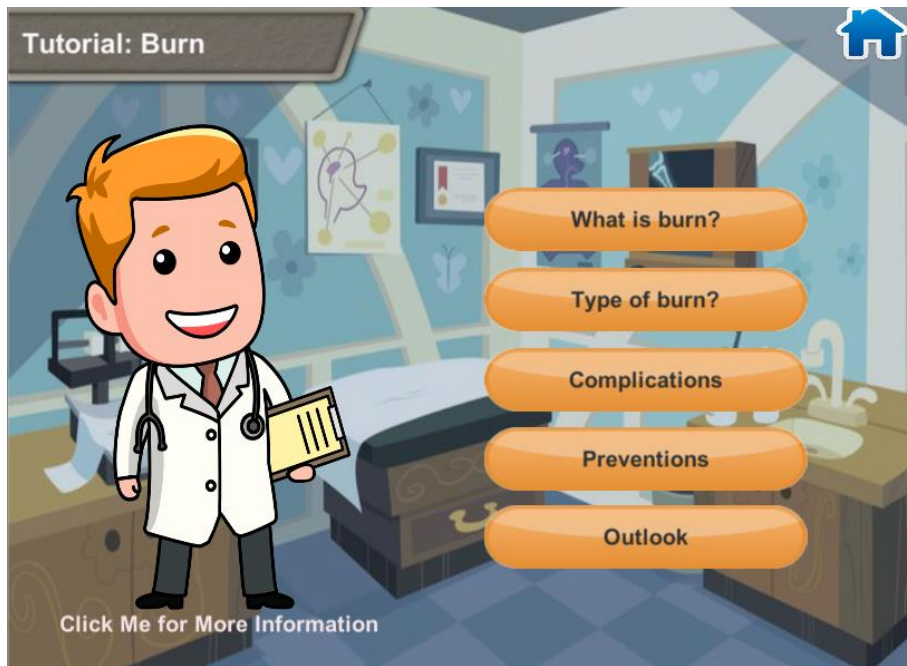 Tutorial: Burn
What is burn?
Type of burn?
Complications
Preventions
Outlook
Click Me for More Information